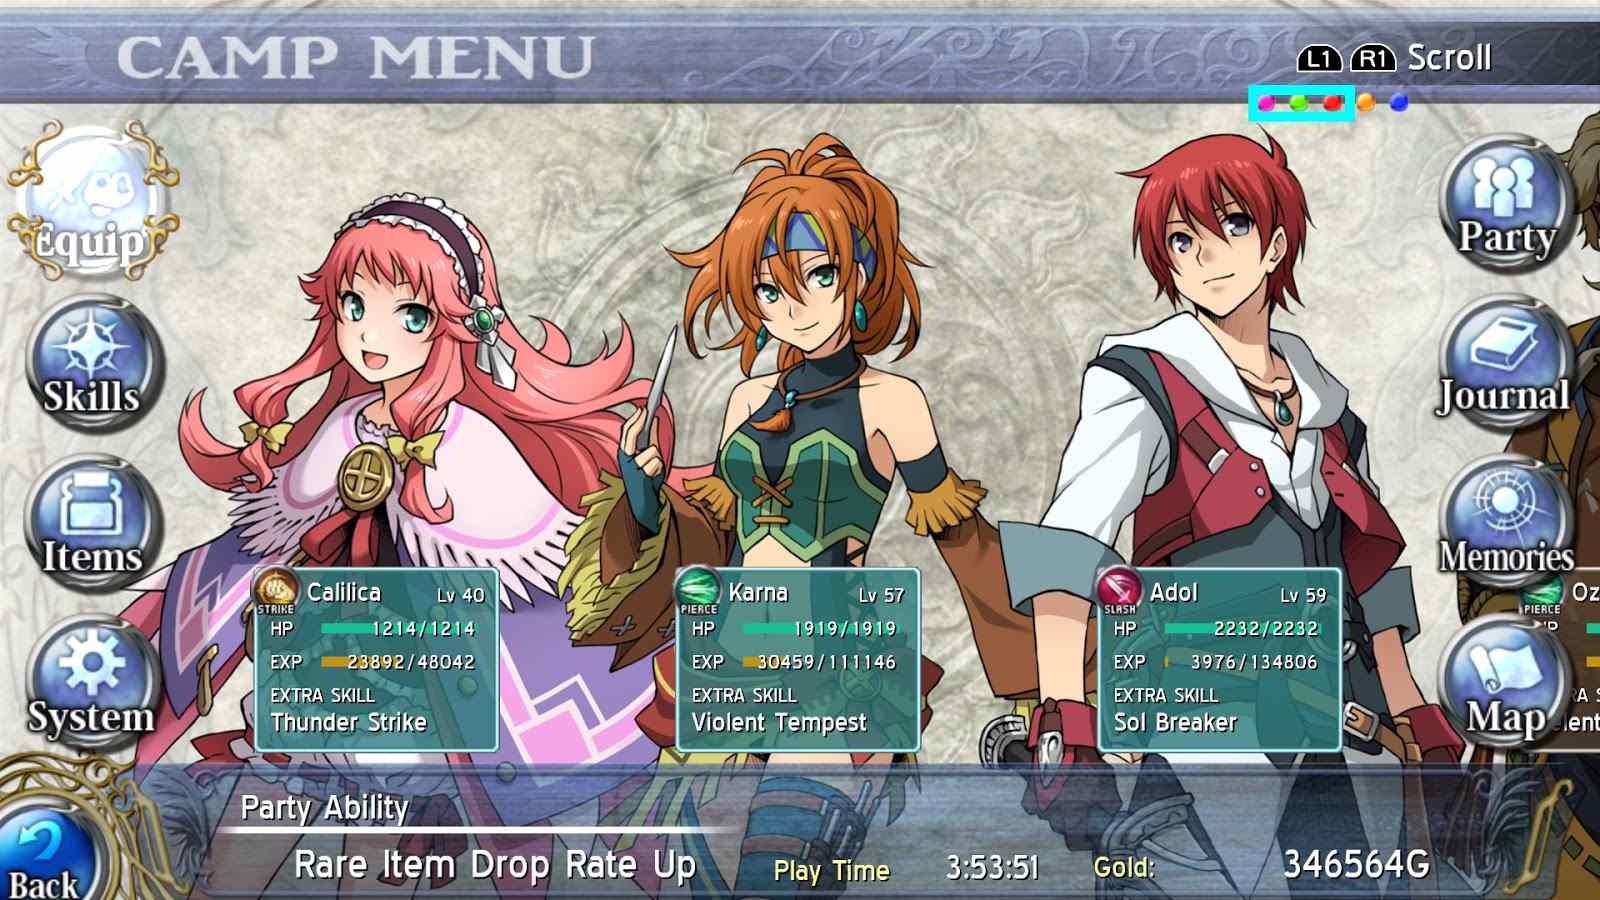 CAMP MENU
L1 R1 Scroll
Equip
Skills
Items
System
Back
Party
Journal
Memories
Map
STRIKE
Calilica Lv 40
HP 1214/1214
EXP 23892/48042
EXTRA SKILL
Thunder Strike
PIERCE
Karna Lv 57
HP 1919/1919
EXP 30459/111146
EXTRA SKILL
Violent Tempest
SLASH
Adol Lv 59
HP 2232/2232
EXP 3976/134806
EXTRA SKILL
Sol Breaker
PIERCE
Oz
Party Ability
Rare Item Drop Rate Up
Play Time 3:53:51 Gold: 346564G